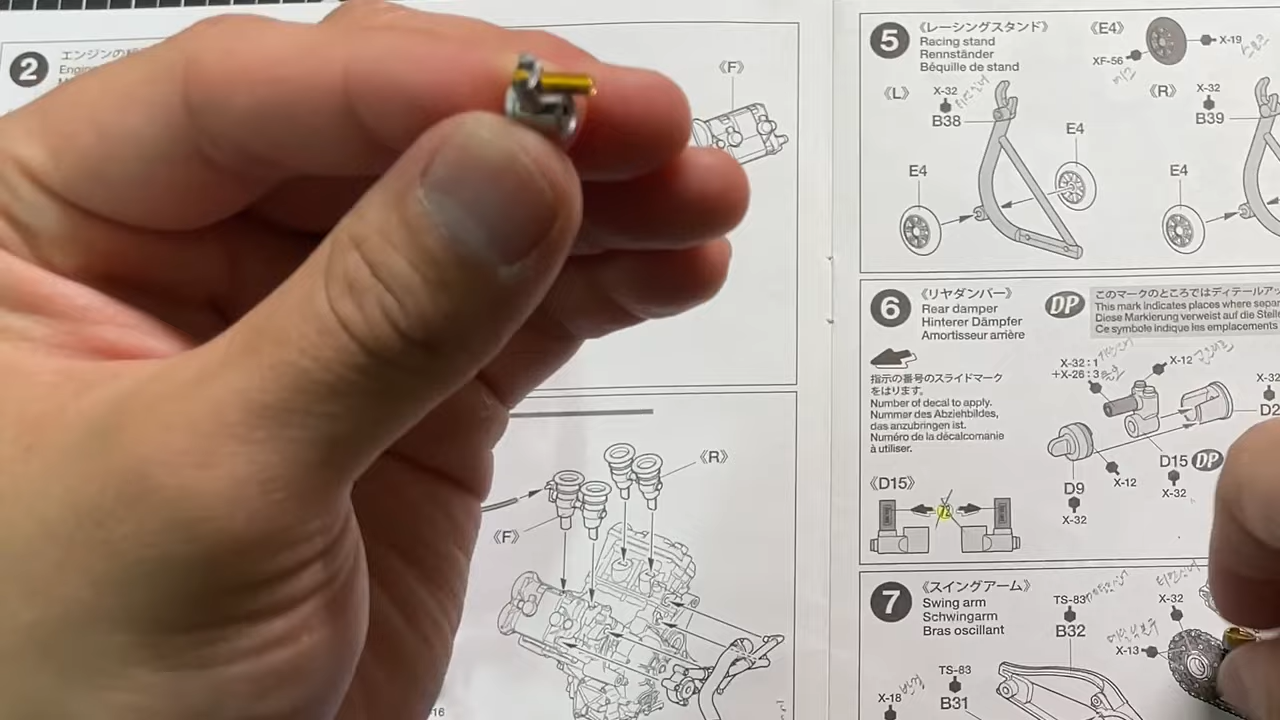 2
エンジンの
Engin
《F》
《R》
《F》
16
5
《レーシングスタンド》
Racing stand
Rennständer
Béquille de stand
《E4》
X-19
XF-56
《L》
X-32
B38
E4
E4
《R》
X-32
B39
E4
6
《リヤダンパー》
Rear damper
Hinterer Dämpfer
Amortisseur arrière
DP
このマークのところではディテールアッ
This mark indicates places where separ
Diese Markierung verweist auf die Stelle
Ce symbole indique les emplacements
指示の番号のスライドマーク
をはります。
Number of decal to apply.
Nummer des Abziehbildes,
das anzubringen ist.
Numéro de la décalcomanie
à utiliser.
X-32:1
+X-26:3
X-12
X-32
D2
D15 DP
X-32
X-12
D9
X-32
《D15》
7
《スイングアーム》
Swing arm
Schwingarm
Bras oscillant
TS-83
B32
X-32
X-13
TS-83
B31
X-18